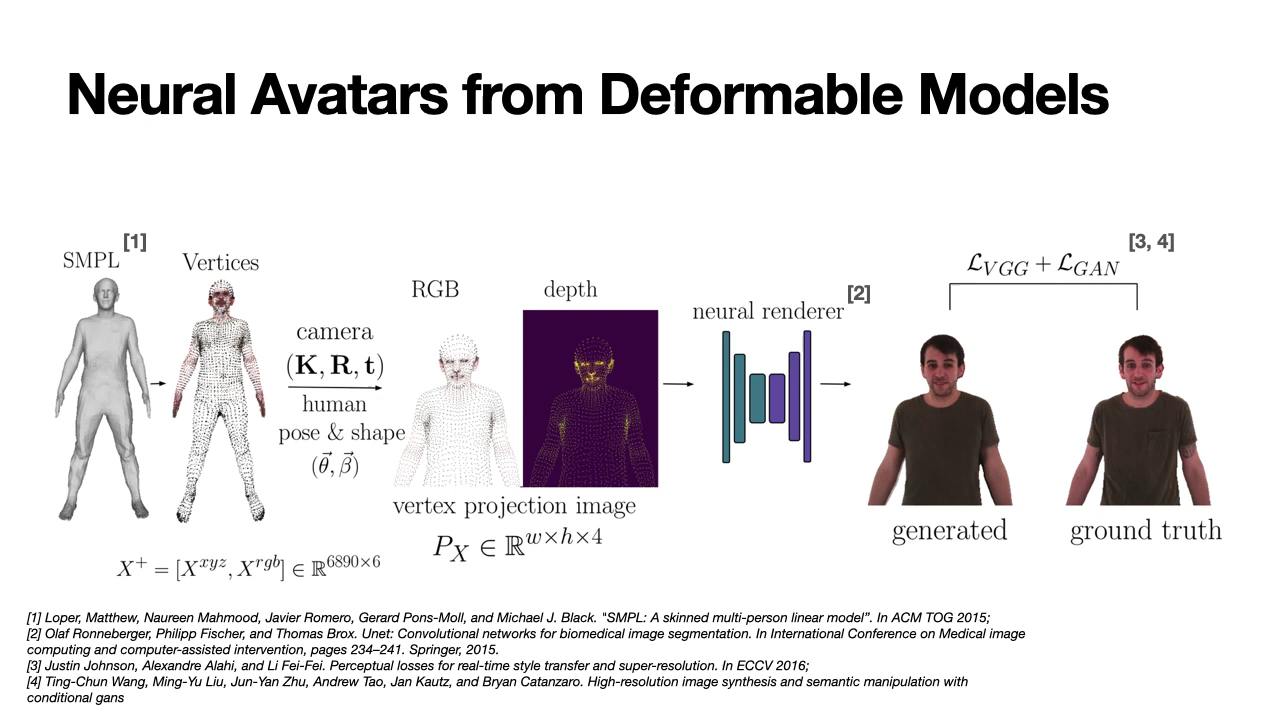 Neural Avatars from Deformable Models
SMPL [1]
Vertices
camera
(K, R, t)
human
pose & shape
(θ⃗, β⃗)
RGB
depth
vertex projection image
P_X ∈ ℝ^{w×h×4}
X^+ = [X^{xyz}, X^{rgb}] ∈ ℝ^{6890×6}
neural renderer [2]
[3, 4]
ℒ_{VGG} + ℒ_{GAN}
generated
ground truth
[1] Loper, Matthew, Naureen Mahmood, Javier Romero, Gerard Pons-Moll, and Michael J. Black. "SMPL: A skinned multi-person linear model”. In ACM TOG 2015;
[2] Olaf Ronneberger, Philipp Fischer, and Thomas Brox. Unet: Convolutional networks for biomedical image segmentation. In International Conference on Medical image
computing and computer-assisted intervention, pages 234–241. Springer, 2015.
[3] Justin Johnson, Alexandre Alahi, and Li Fei-Fei. Perceptual losses for real-time style transfer and super-resolution. In ECCV 2016;
[4] Ting-Chun Wang, Ming-Yu Liu, Jun-Yan Zhu, Andrew Tao, Jan Kautz, and Bryan Catanzaro. High-resolution image synthesis and semantic manipulation with
conditional gans